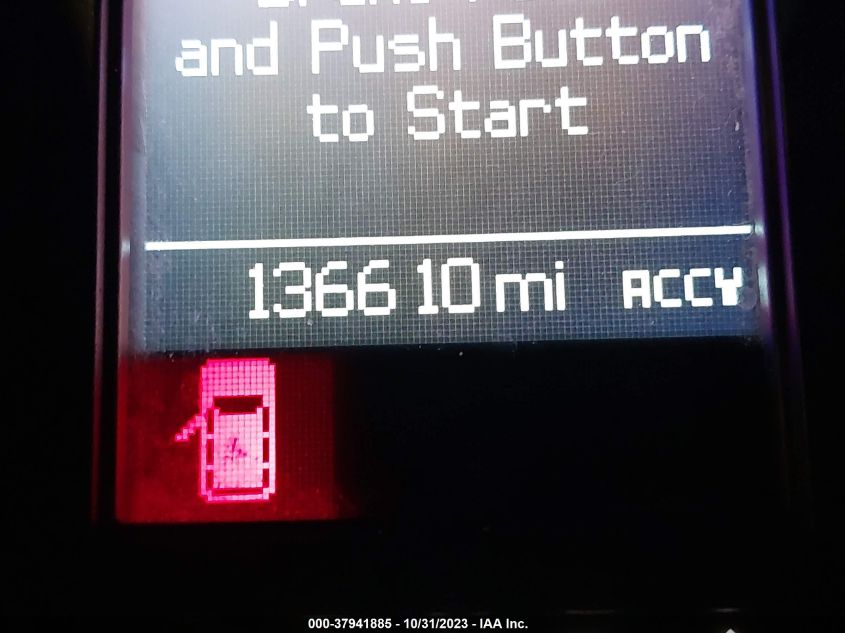 and Push Button
to Start
136610 mi ACCY
000-37941885 - 10/31/2023 - IAA Inc.